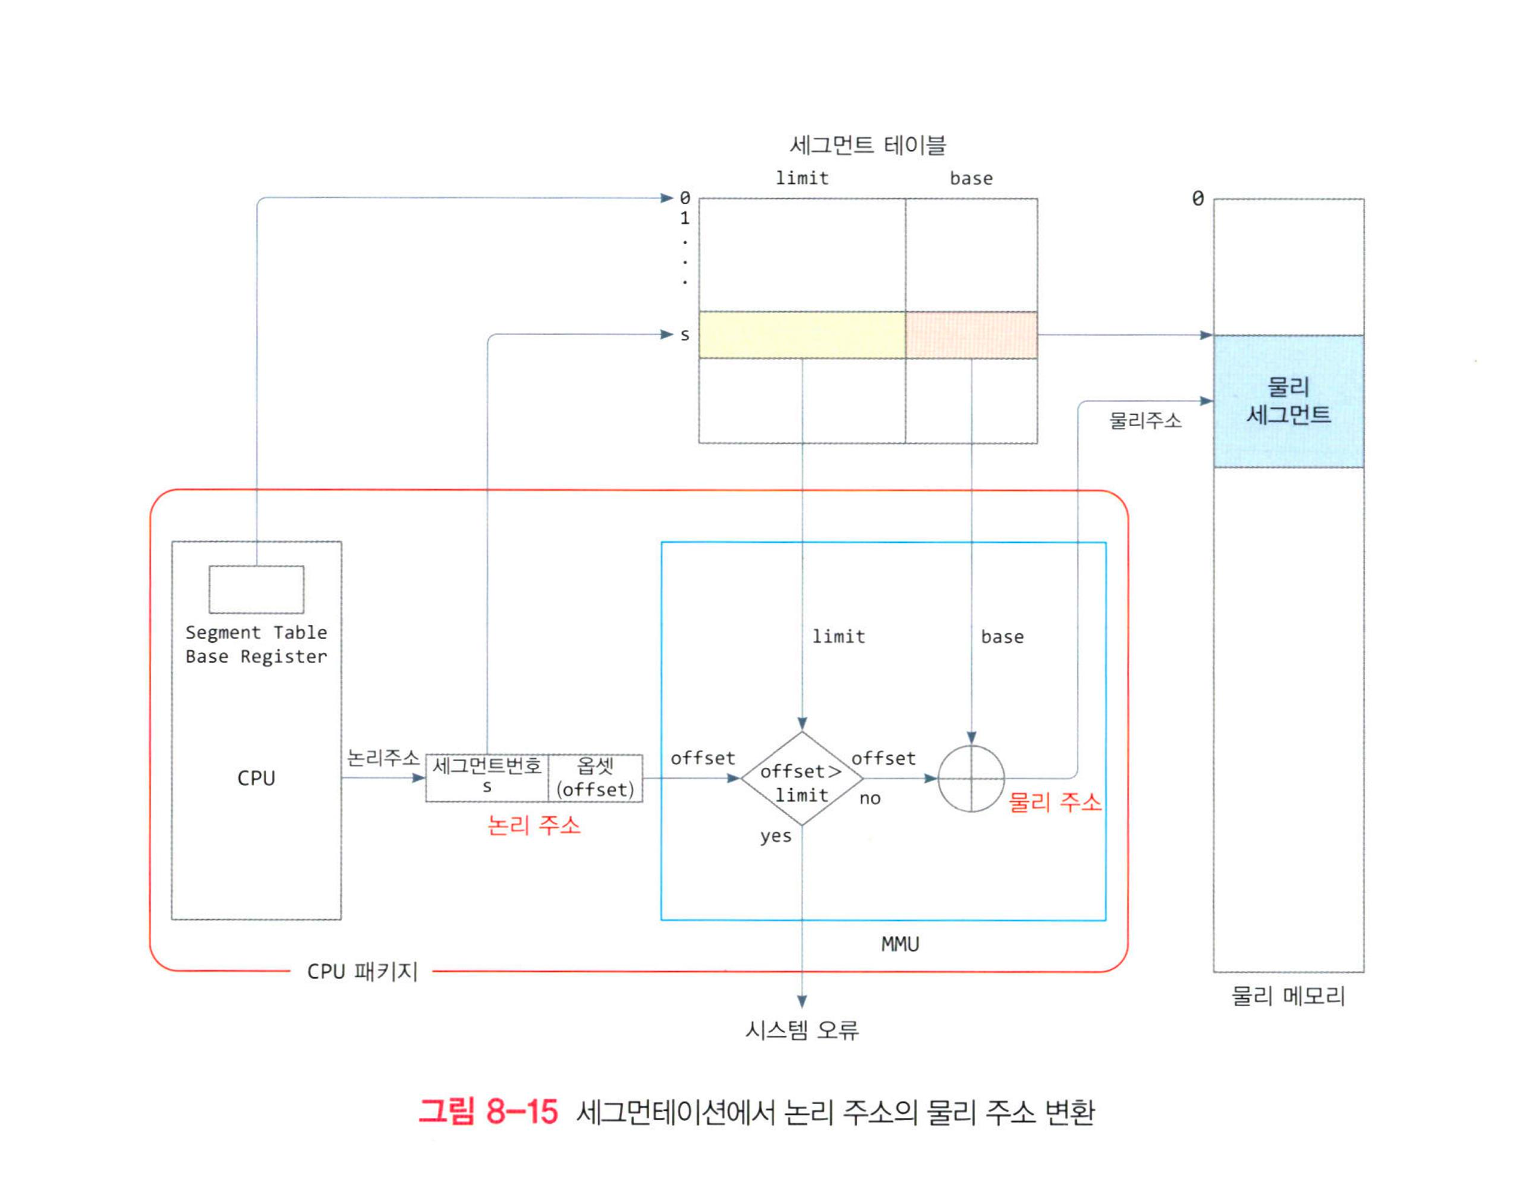 세그먼트 테이블
limit
base
0
1
.
.
.
s
0
물리
세그먼트
물리주소
Segment Table
Base Register
limit
base
CPU
논리주소
세그먼트번호
s
옵셋
(offset)
논리 주소
offset
offset>
limit
offset
no
yes
물리 주소
MMU
CPU 패키지
시스템 오류
물리 메모리
그림 8-15 세그먼테이션에서 논리 주소의 물리 주소 변환